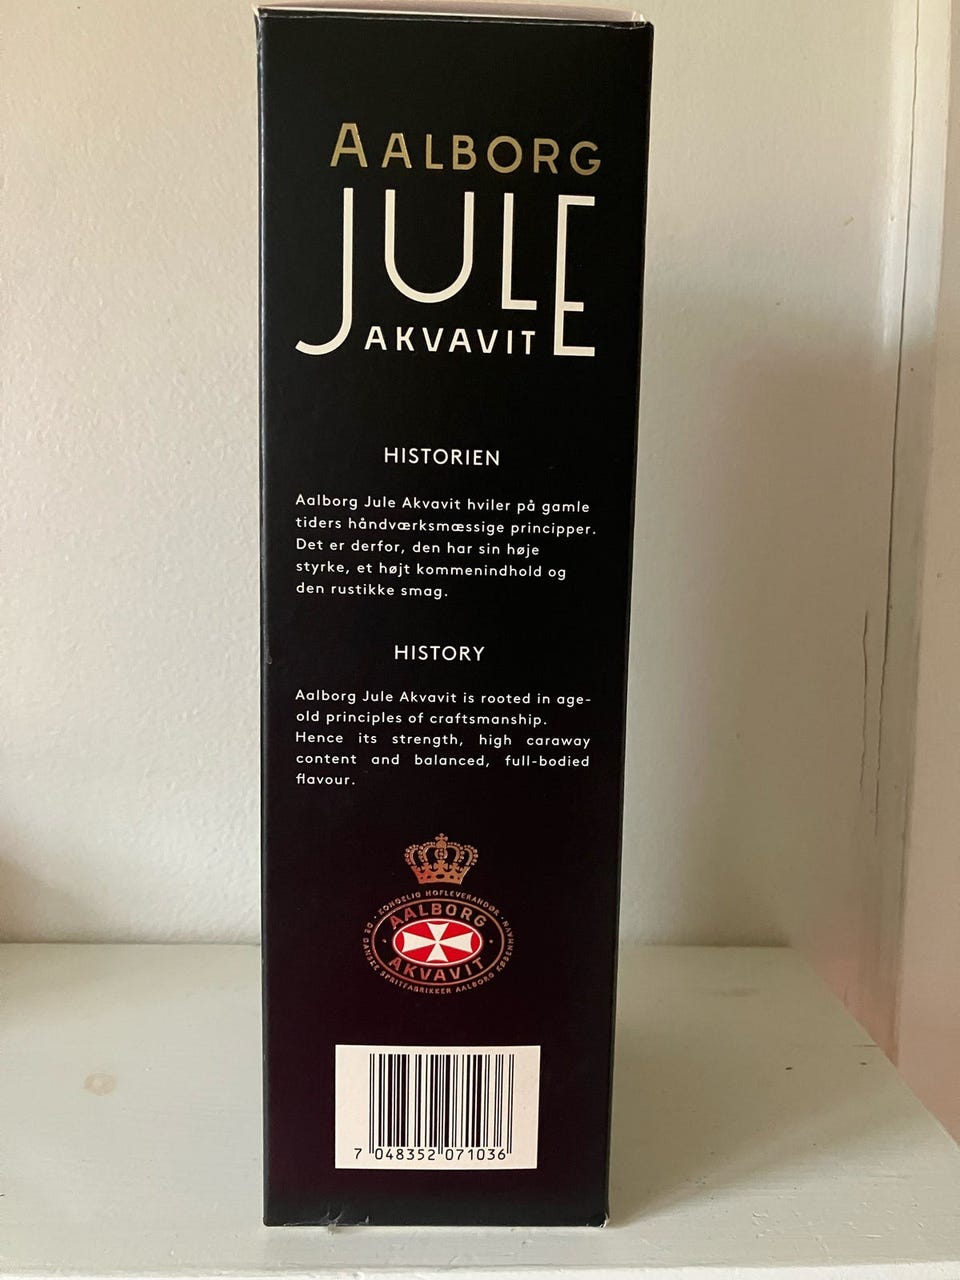 AALBORG
JULE
AKVAVIT
HISTORIEN
Aalborg Jule Akvavit hviler på gamle
tiders håndværksmæssige principper.
Det er derfor, den har sin høje
styrke, et højt kommenindhold og
den rustikke smag.
HISTORY
Aalborg Jule Akvavit is rooted in age-
old principles of craftsmanship.
Hence its strength, high caraway
content and balanced, full-bodied
flavour.
KONGELIG HOFLEVERANDØR
AALBORG
AKVAVIT
DE DANSKE SPRITFABRIKKER AALBORG KØBENHAVN
7 048352 071036